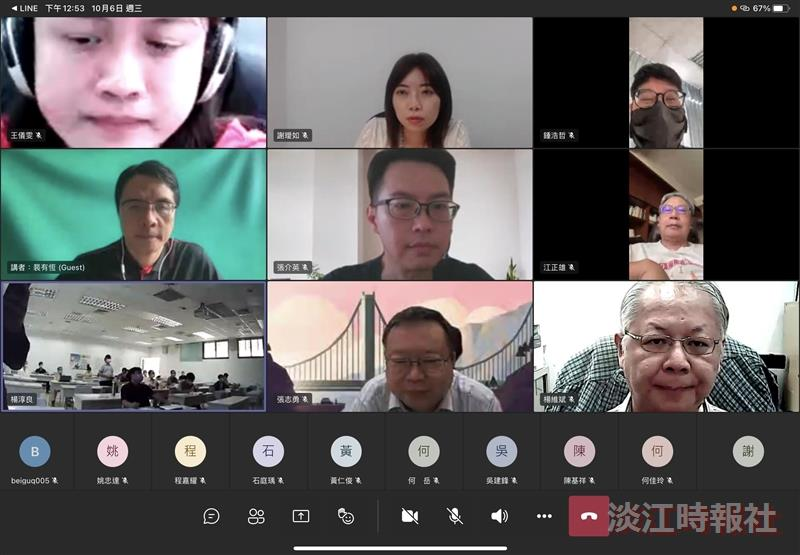 ◀ LINE 下午12:53 10月6日 週三
67%
王儀雯
謝璦如
鍾浩哲
講者：裴有恆 (Guest)
張介英
江正雄
楊淳良
張志勇
楊維斌
B
姚
程
石
黃
何
吳
陳
何
謝
beiguq005
姚忠達
程嘉耀
石庭瑀
黃仁俊
何 岳
吳建鋒
陳基祥
何佳玲
淡江時報社